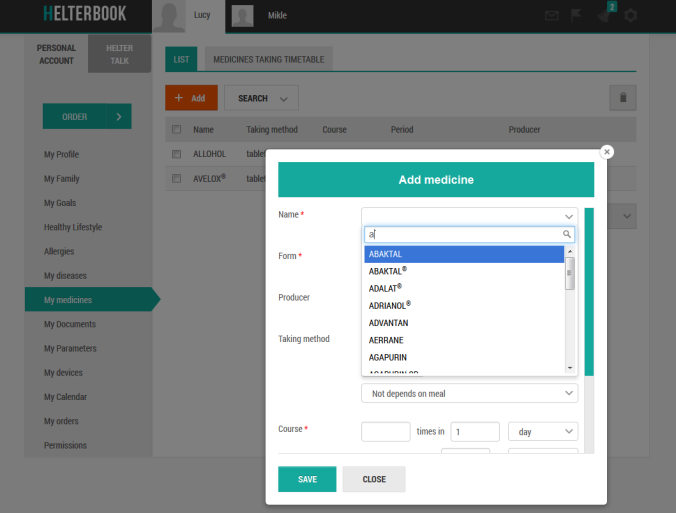 HELTERBOOK
Lucy
Mikle
2
PERSONAL ACCOUNT
HELTER TALK
LIST
MEDICINES TAKING TIMETABLE
+ Add
SEARCH
ORDER >
Name Taking method Course Period Producer
ALLOHOL
AVELOX®
My Profile
My Family
My Goals
Healthy Lifestyle
Allergies
My diseases
My medicines
My Documents
My Parameters
My devices
My Calendar
My orders
Permissions
×
Add medicine
Name *
a
ABAKTAL
ABAKTAL®
ADALAT®
ADRIANOL®
ADVANTAN
AERRANE
AGAPURIN
Form *
Producer
Taking method
Not depends on meal
Course * times in 1 day
SAVE
CLOSE